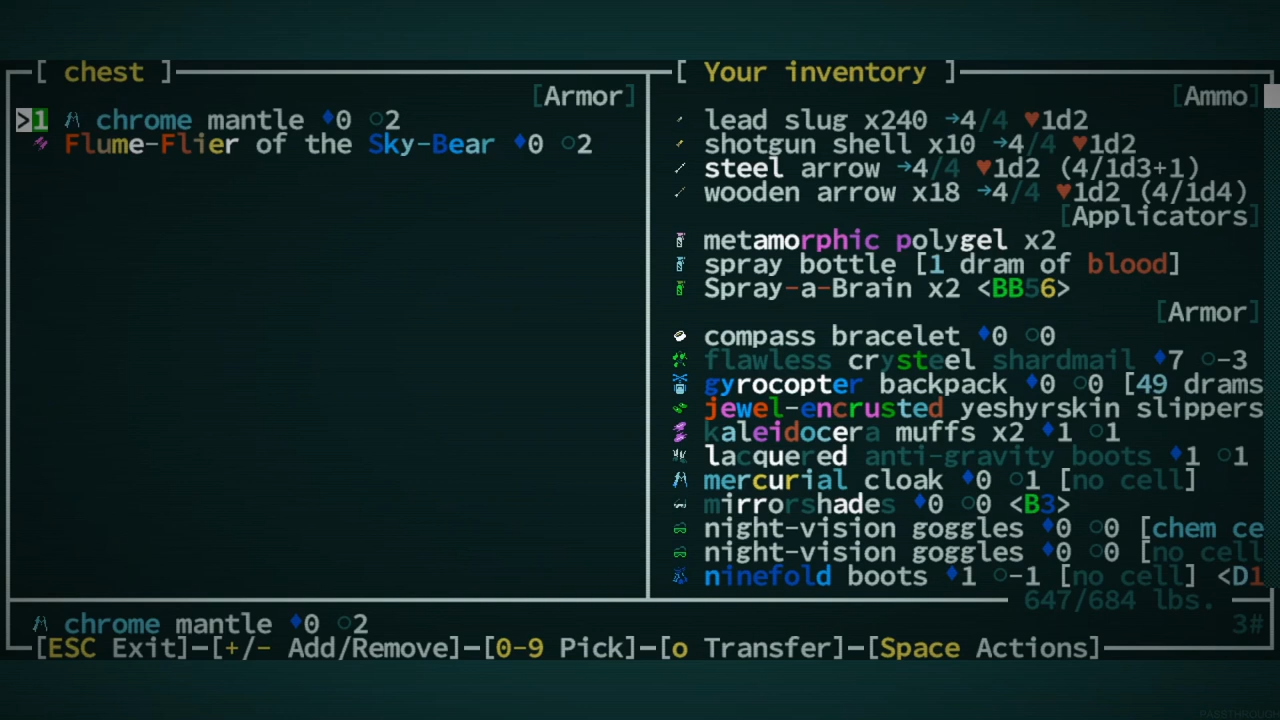 [ chest ]
[Armor]
>1 chrome mantle ♦0 ○2
Flume-Flier of the Sky-Bear ♦0 ○2
[ Your inventory ]
[Ammo]
lead slug x240 →4/4 ♥1d2
shotgun shell x10 →4/4 ♥1d2
steel arrow →4/4 ♥1d2 (4/1d3+1)
wooden arrow x18 →4/4 ♥1d2 (4/1d4)
[Applicators]
metamorphic polygel x2
spray bottle [1 dram of blood]
Spray-a-Brain x2 <BB56>
[Armor]
compass bracelet ♦0 ○0
flawless crysteel shardmail ♦7 ○-3
gyrocopter backpack ♦0 ○0 [49 drams
jewel-encrusted yeshyrskin slippers
kaleidocera muffs x2 ♦1 ○1
lacquered anti-gravity boots ♦1 ○1
mercurial cloak ♦0 ○1 [no cell]
mirrorshades ♦0 ○0 <B3>
night-vision goggles ♦0 ○0 [chem ce
night-vision goggles ♦0 ○0 [no cell
ninefold boots ♦1 ○-1 [no cell] <D1
647/684 lbs.
chrome mantle ♦0 ○2
3#
[ESC Exit]-[+/- Add/Remove]-[0-9 Pick]-[o Transfer]-[Space Actions]